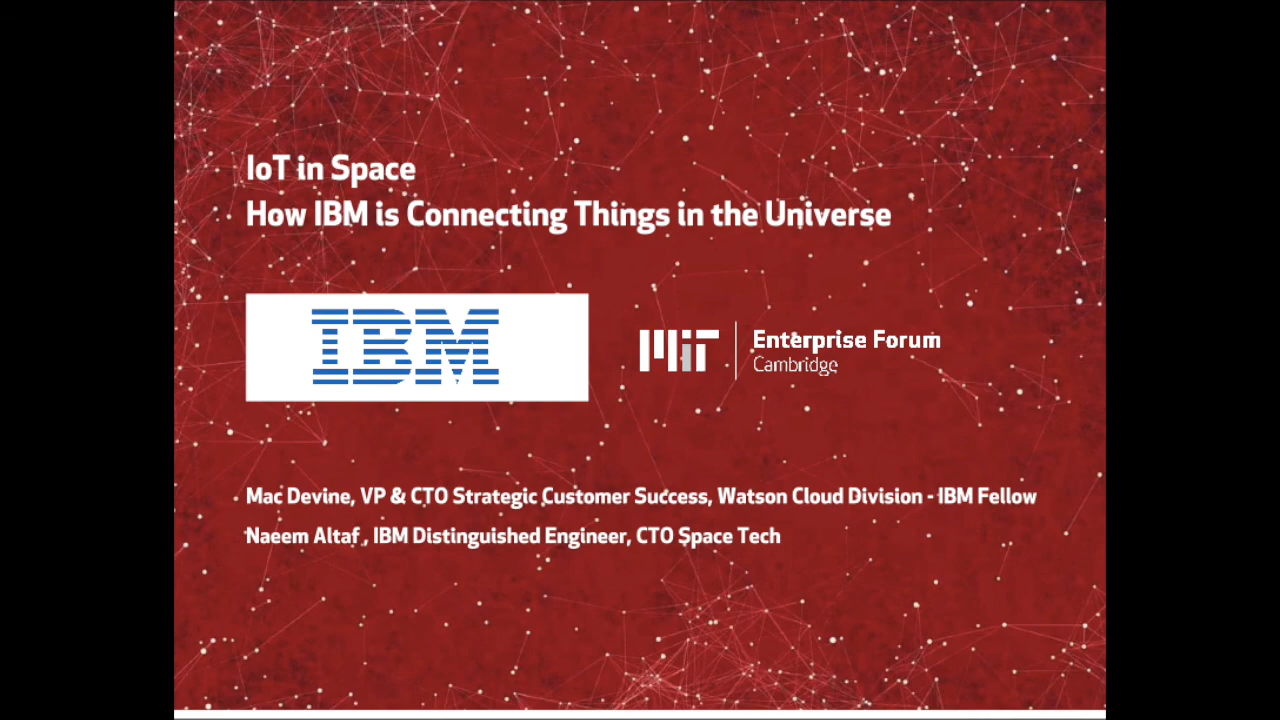 IoT in Space
How IBM is Connecting Things in the Universe
IBM
MIT
Enterprise Forum
Cambridge
Mac Devine, VP & CTO Strategic Customer Success, Watson Cloud Division - IBM Fellow
Naeem Altaf , IBM Distinguished Engineer, CTO Space Tech